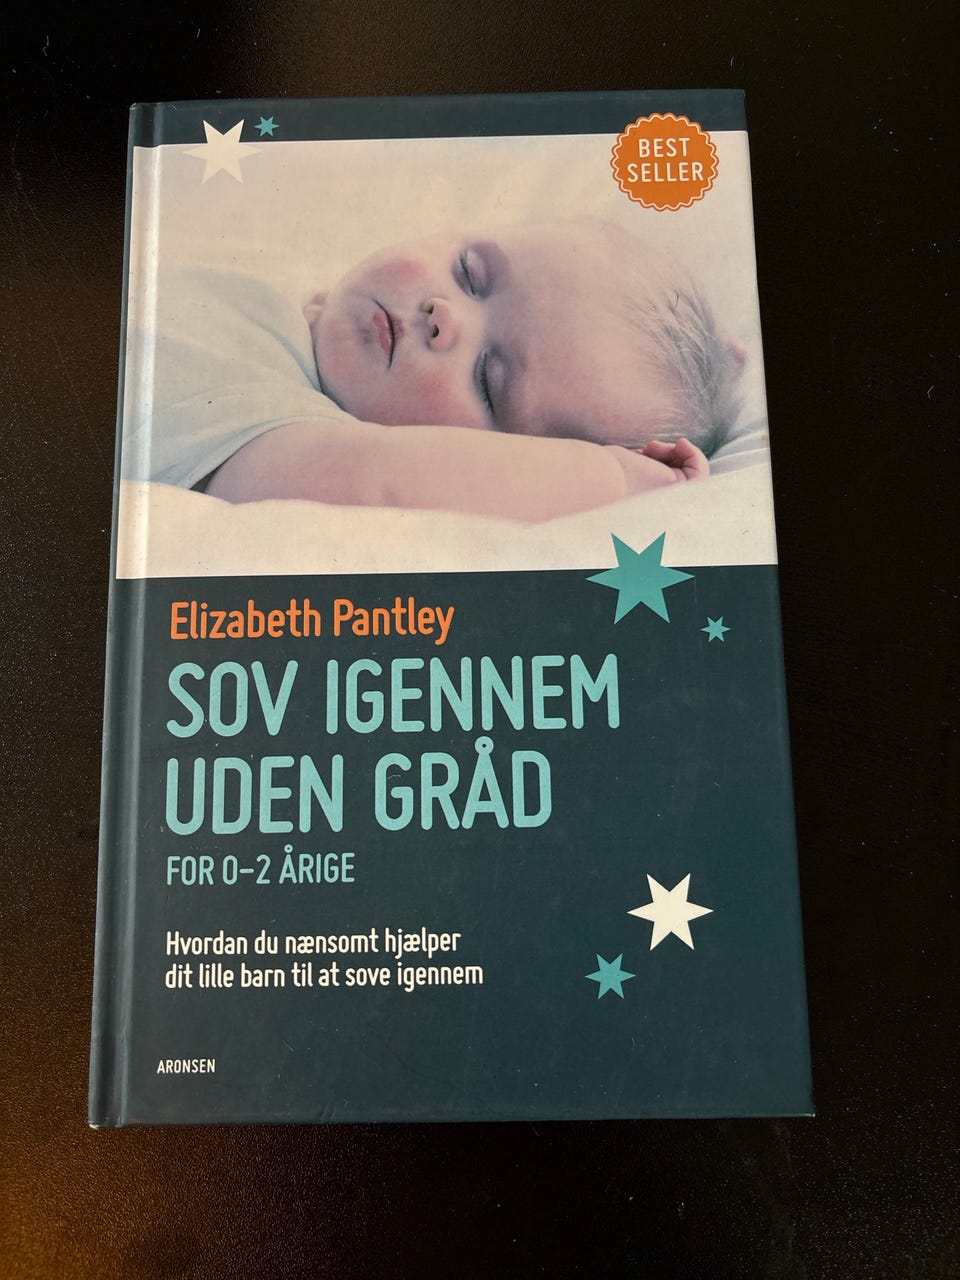 BEST
SELLER
Elizabeth Pantley
SOV IGENNEM
UDEN GRÅD
FOR 0-2 ÅRIGE
Hvordan du nænsomt hjælper
dit lille barn til at sove igennem
ARONSEN